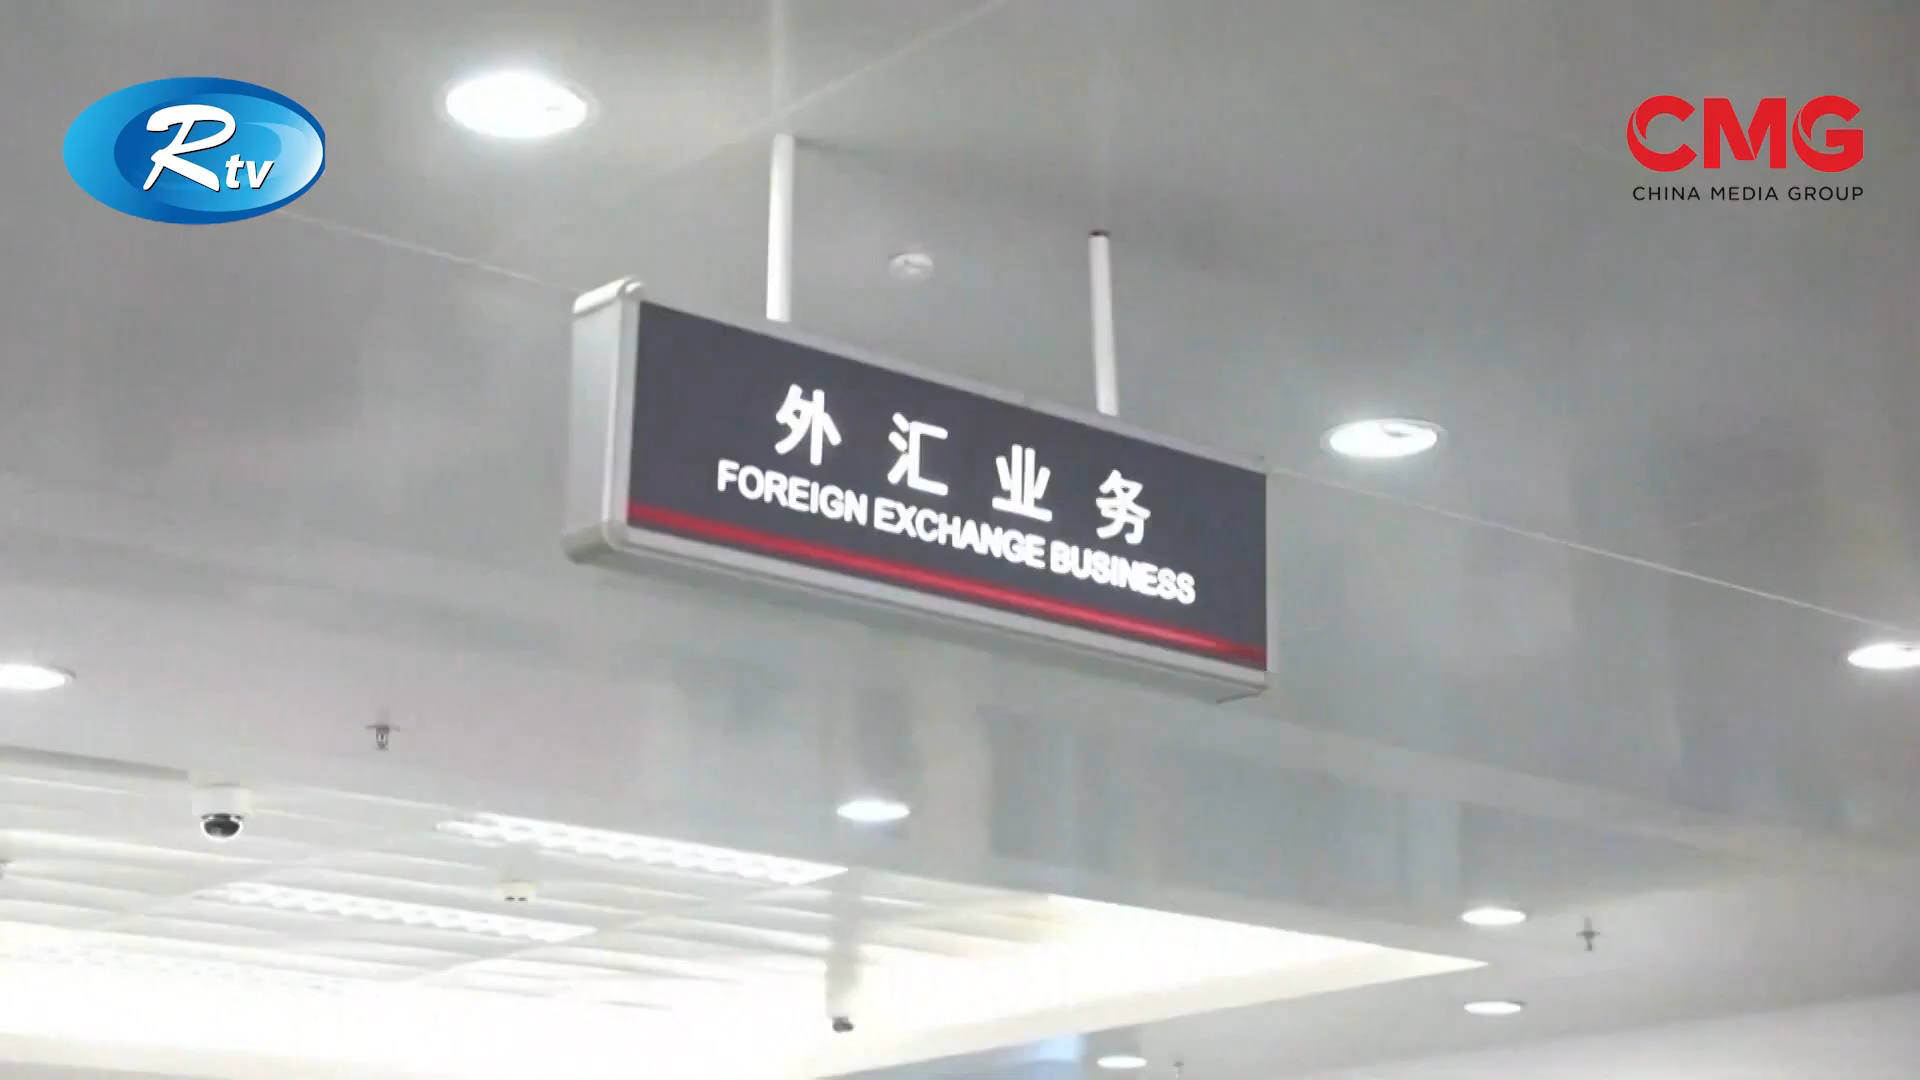 Rtv
CMG
CHINA MEDIA GROUP
外汇业务
FOREIGN EXCHANGE BUSINESS